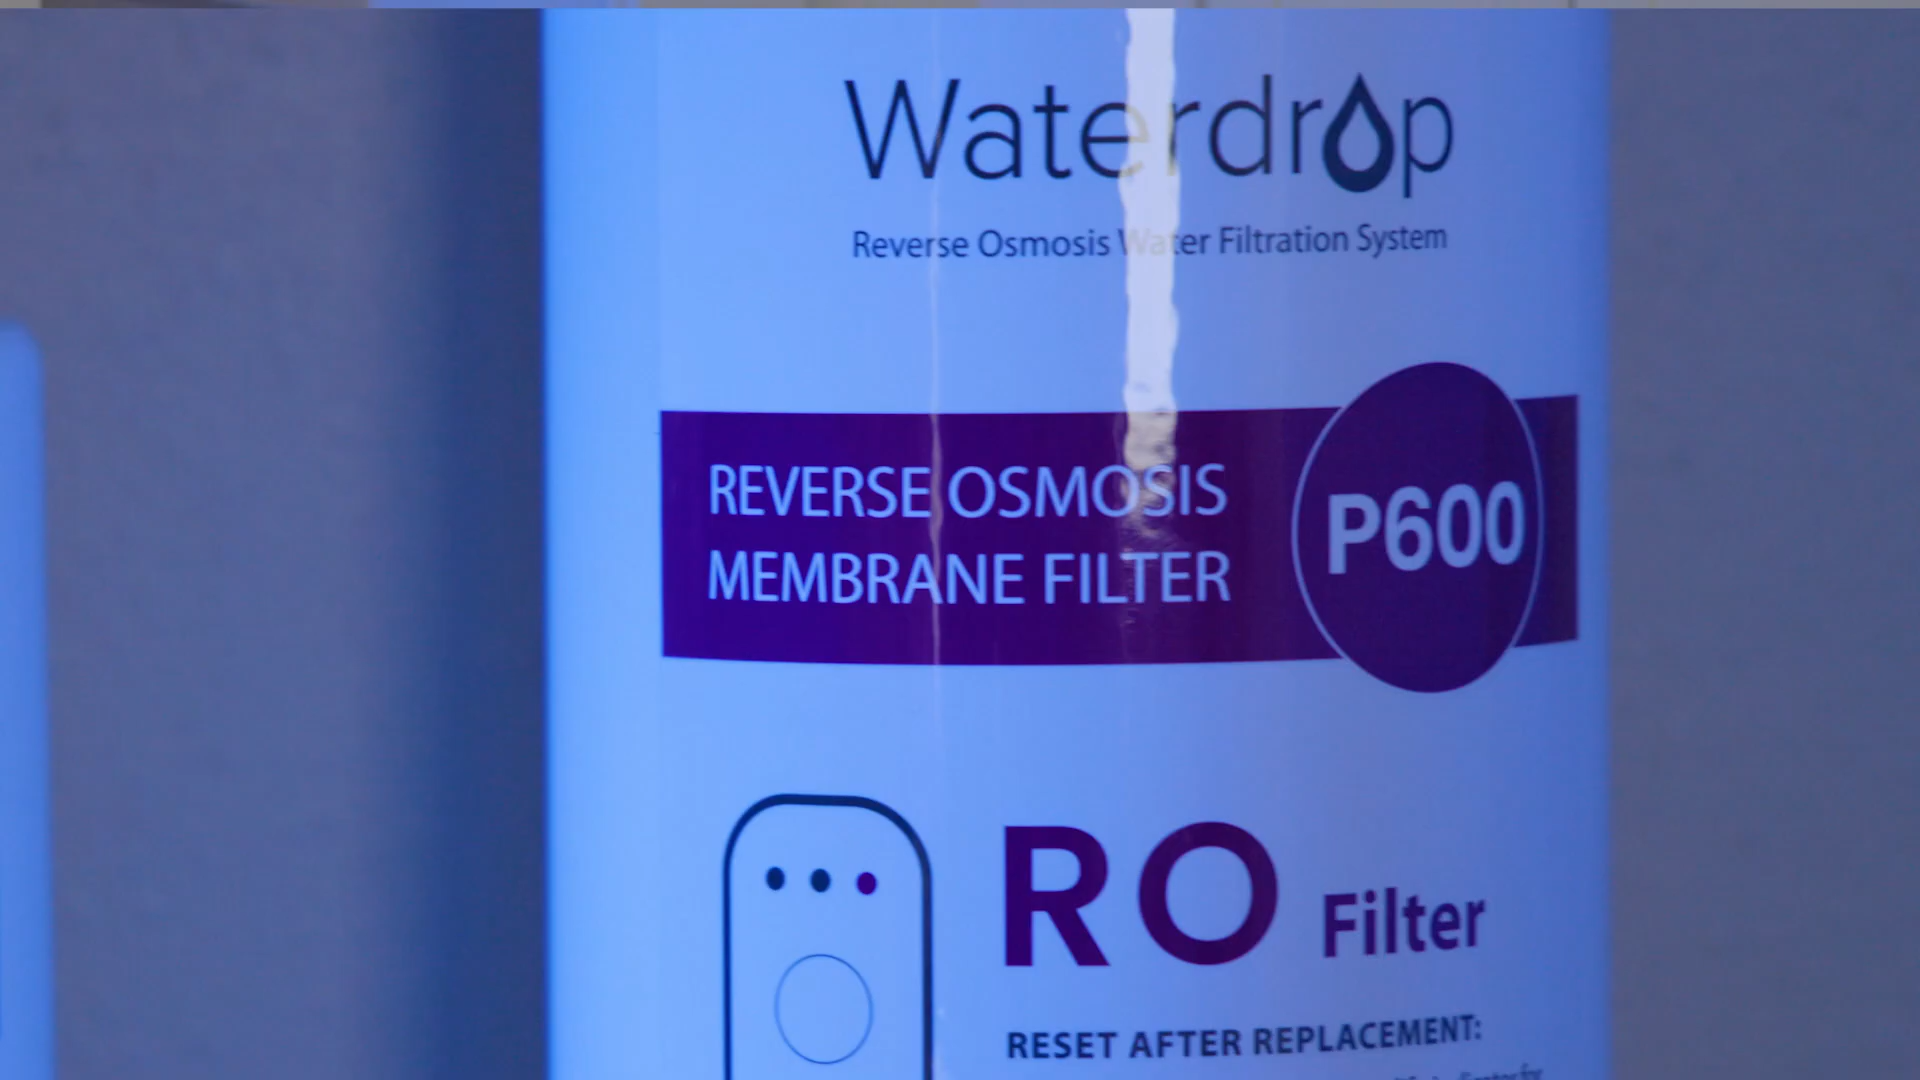 Waterdrop
Reverse Osmosis Water Filtration System
REVERSE OSMOSIS
MEMBRANE FILTER
P600
RO Filter
RESET AFTER REPLACEMENT: